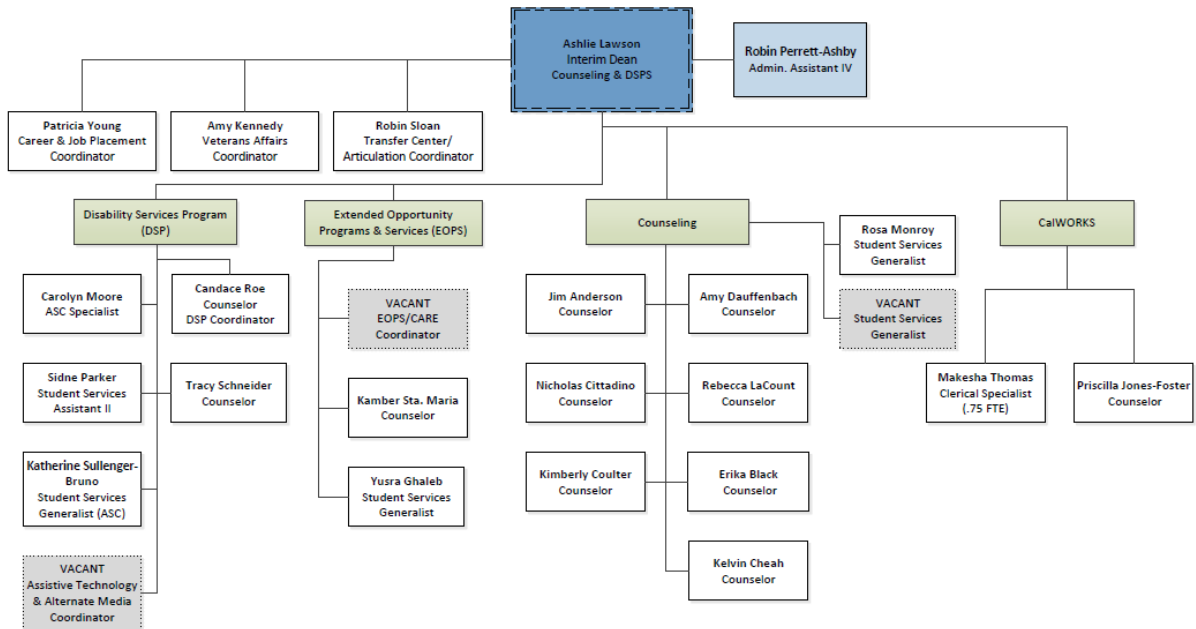 Ashlie Lawson
Interim Dean
Counseling & DSPS
Robin Perrett-Ashby
Admin. Assistant IV
Patricia Young
Career & Job Placement
Coordinator
Amy Kennedy
Veterans Affairs
Coordinator
Robin Sloan
Transfer Center/
Articulation Coordinator
Disability Services Program
(DSP)
Extended Opportunity
Programs & Services (EOPS)
Counseling
CalWORKS
Carolyn Moore
ASC Specialist
Candace Roe
Counselor
DSP Coordinator
Sidne Parker
Student Services
Assistant II
Tracy Schneider
Counselor
Katherine Sullenger-
Bruno
Student Services
Generalist (ASC)
VACANT
Assistive Technology
& Alternate Media
Coordinator
VACANT
EOPS/CARE
Coordinator
Kamber Sta. Maria
Counselor
Yusra Ghaleb
Student Services
Generalist
Rosa Monroy
Student Services
Generalist
VACANT
Student Services
Generalist
Jim Anderson
Counselor
Amy Dauffenbach
Counselor
Nicholas Cittadino
Counselor
Rebecca LaCount
Counselor
Kimberly Coulter
Counselor
Erika Black
Counselor
Kelvin Cheah
Counselor
Makesha Thomas
Clerical Specialist
(.75 FTE)
Priscilla Jones-Foster
Counselor